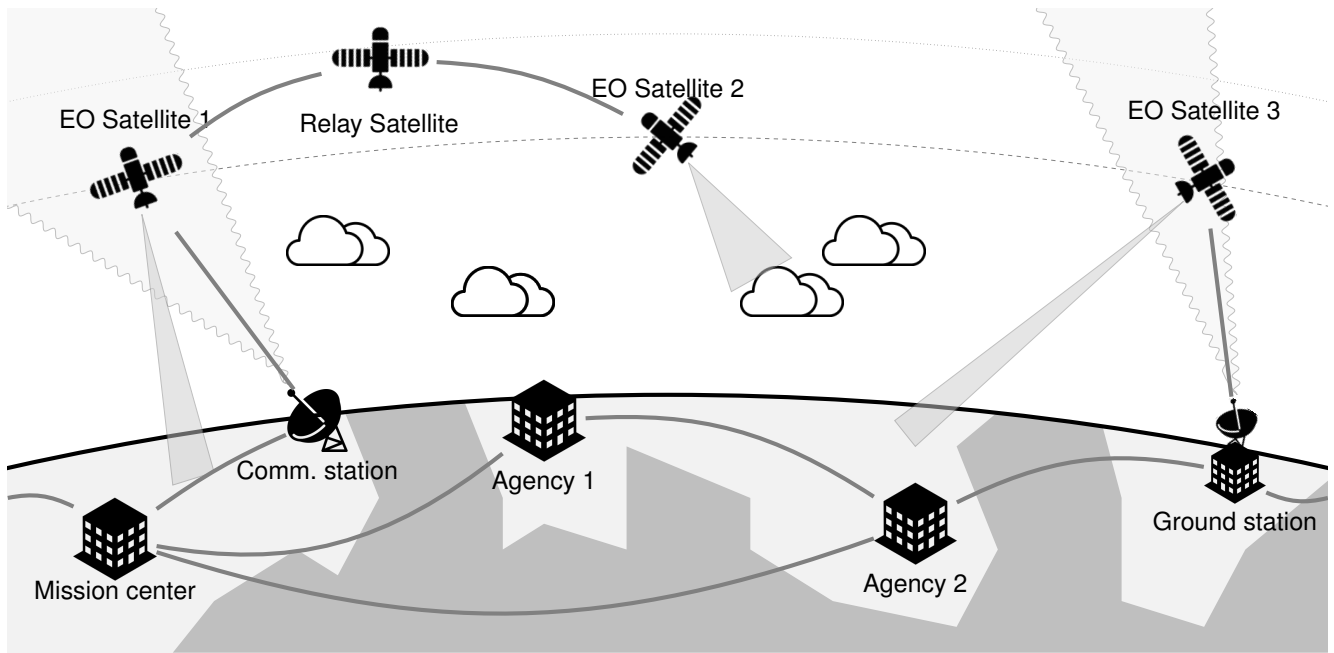 EO Satellite 1
Relay Satellite
EO Satellite 2
EO Satellite 3
Comm. station
Agency 1
Ground station
Mission center
Agency 2